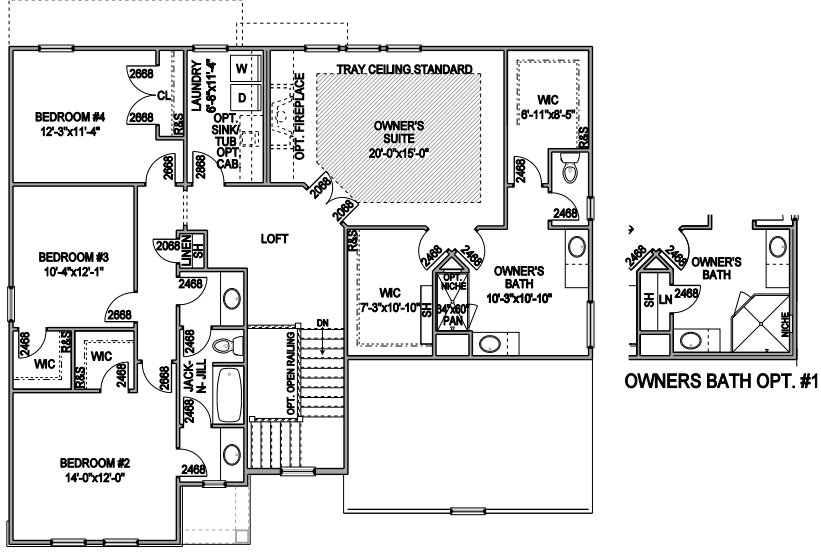 2668
CL
2668
R&S
BEDROOM #4
12'-3"x11'-4"
2668
LAUNDRY
6'-6"x11'-4"
W
D
OPT.
SINK/
TUB
OPT.
CAB.
2868
OPT. FIREPLACE
TRAY CEILING STANDARD
OWNER'S
SUITE
20'-0"x15'-0"
2068
2068
WIC
6'-11"x8'-5"
R&S
2468
2468
BEDROOM #3
10'-4"x12'-1"
2068
LINEN
SH
LOFT
R&S
WIC
7'-3"x10'-10"
SH
2468
2468
OPT.
NICHE
34"x60"
PAN
OWNER'S
BATH
10'-3"x10'-10"
2468
2668
2468
WIC
R&S
WIC
R&S
2468
2668
2468
JACK-
N- JILL
2468
DN
OPT. OPEN RAILING
BEDROOM #2
14'-0"x12'-0"
2468
2468
2468
OWNER'S
BATH
SH
LN
2468
NICHE
OWNERS BATH OPT. #1